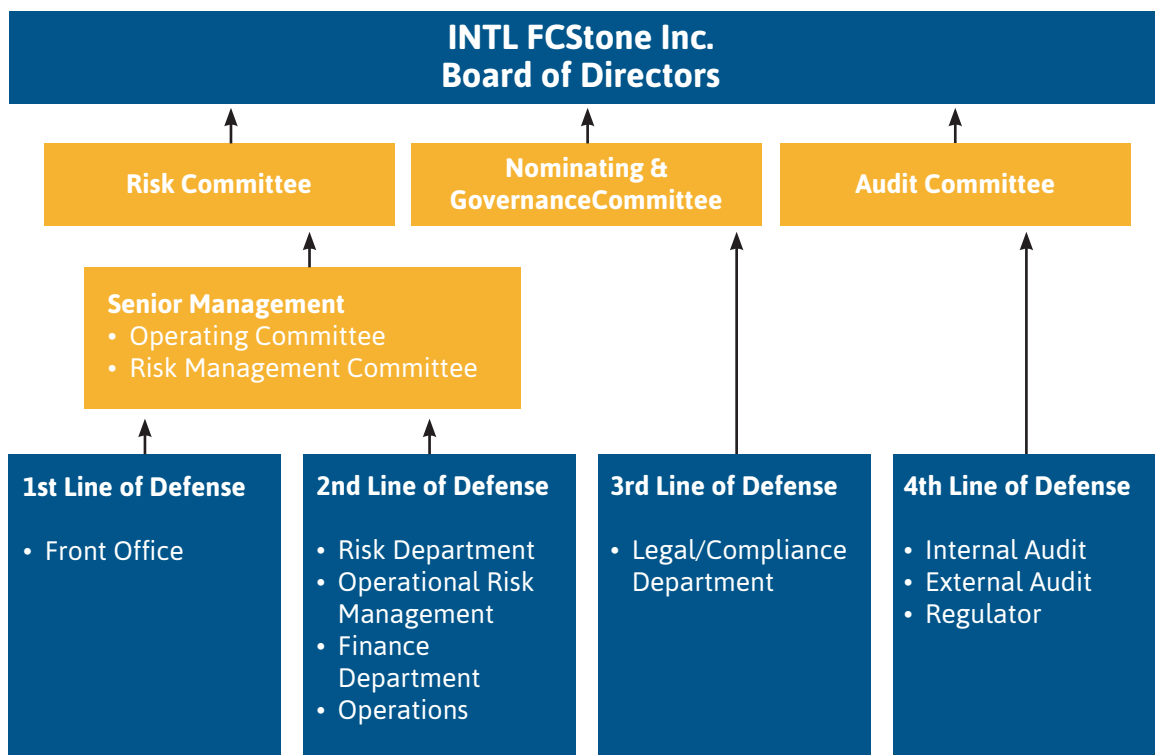 INTL FCStone Inc.
Board of Directors
Risk Committee
Nominating &
GovernanceCommittee
Audit Committee
Senior Management
• Operating Committee
• Risk Management Committee
1st Line of Defense
• Front Office
2nd Line of Defense
• Risk Department
• Operational Risk
Management
• Finance
Department
• Operations
3rd Line of Defense
• Legal/Compliance
Department
4th Line of Defense
• Internal Audit
• External Audit
• Regulator